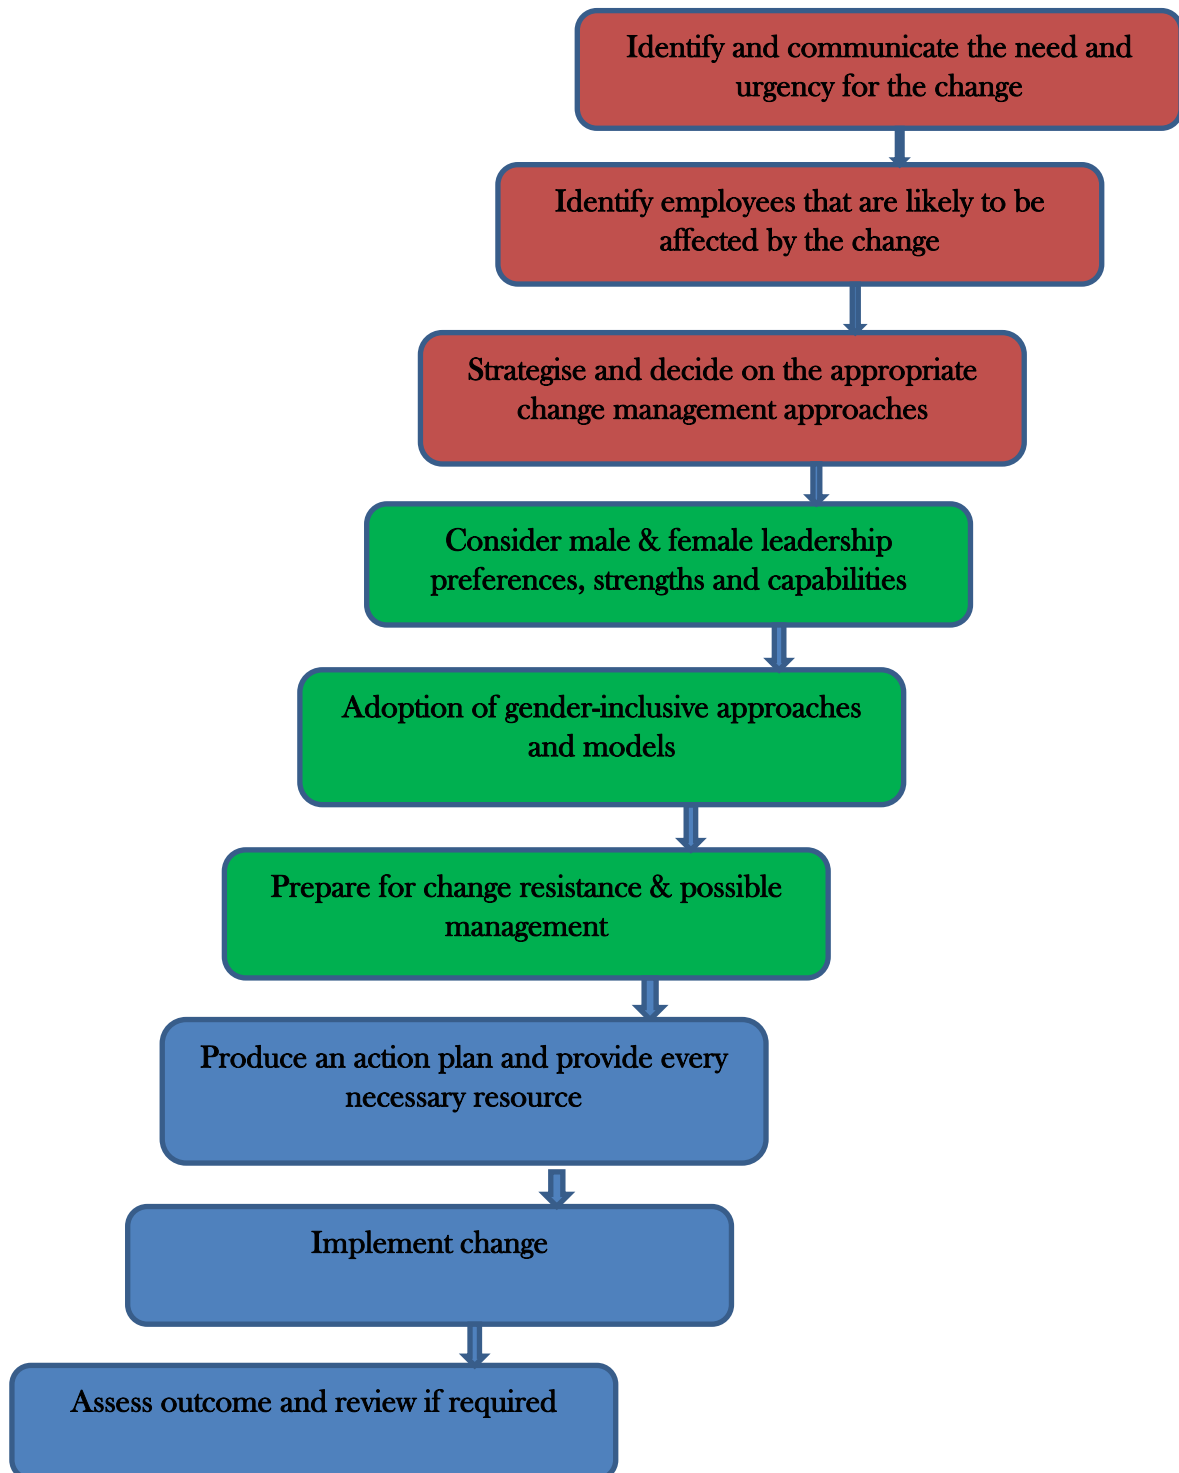 Identify and communicate the need and
urgency for the change
Identify employees that are likely to be
affected by the change
Strategise and decide on the appropriate
change management approaches
Consider male & female leadership
preferences, strengths and capabilities
Adoption of gender-inclusive approaches
and models
Prepare for change resistance & possible
management
Produce an action plan and provide every
necessary resource
Implement change
Assess outcome and review if required